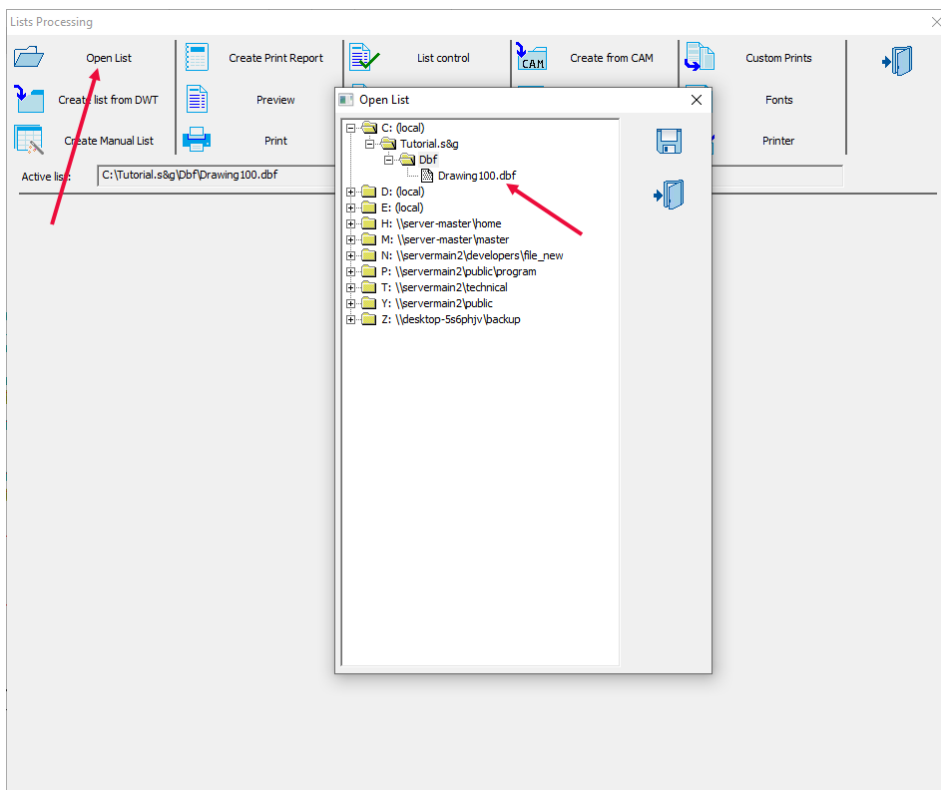 Lists Processing
Open List
Create Print Report
List control
Create from CAM
CAM
Custom Prints
Create list from DWT
Preview
Fonts
Create Manual List
Print
Printer
Active list:
C:\Tutorial.s&g\Dbf\Drawing100.dbf
Open List
C: (local)
Tutorial.s&g
Dbf
Drawing100.dbf
D: (local)
E: (local)
H: \\server-master\home
M: \\server-master\master
N: \\servermain2\developers\file_new
P: \\servermain2\public\program
T: \\servermain2\technical
Y: \\servermain2\public
Z: \\desktop-5s6phjv\backup